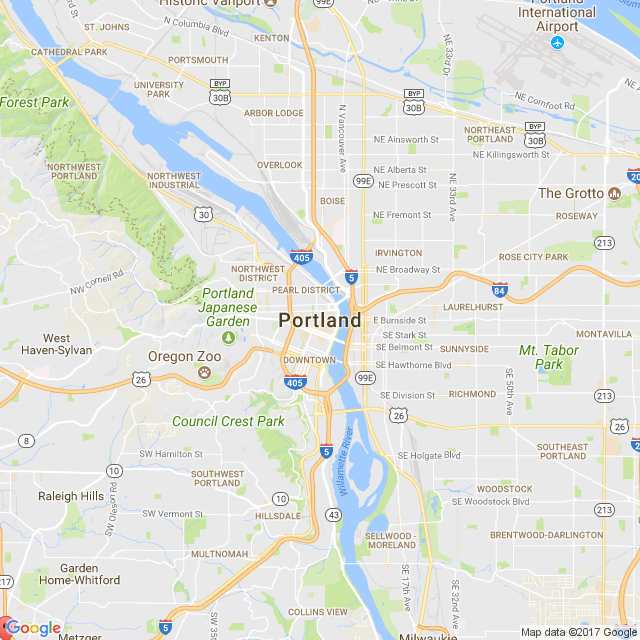 Historic Vanport
Portland
International
Airport
ST. JOHNS
N Columbia Blvd
KENTON
NE 33rd Dr
CATHEDRAL PARK
PORTSMOUTH
BYP
30B
BYP
30B
NE Cornfoot Rd
UNIVERSITY
PARK
Forest Park
ARBOR LODGE
N Vancouver Ave
NORTHEAST
PORTLAND
BYP
30B
NE Ainsworth St
NE Killingsworth St
OVERLOOK
NORTHWEST
PORTLAND
NORTHWEST
INDUSTRIAL
NE Alberta St
99E
NE Prescott St
20
The Grotto
BOISE
30
NE Fremont St
NE 33rd Ave
ROSEWAY
213
405
IRVINGTON
ROSE CITY PARK
NW Cornell Rd
NORTHWEST
DISTRICT
5
NE Broadway St
PEARL DISTRICT
84
Portland
Japanese
Garden
LAURELHURST
Portland
E Burnside St
West
Haven-Sylvan
SE Stark St
MONTAVILLA
SE Belmont St
SUNNYSIDE
Mt. Tabor
Park
Oregon Zoo
DOWNTOWN
SE Hawthorne Blvd
26
405
99E
SE Division St
RICHMOND
SE 50th Ave
213
Council Crest Park
26
26
8
5
Willamette River
SW Hamilton St
SE Holgate Blvd
SOUTHEAST
PORTLAND
10
SOUTHWEST
PORTLAND
Raleigh Hills
SW Oleson Rd
10
WOODSTOCK
SE Woodstock Blvd
213
SW Vermont St
HILLSDALE
43
SELLWOOD -
MORELAND
BRENTWOOD-DARLINGTON
MULTNOMAH
Garden
Home-Whitford
217
SE 17th Ave
SE 32nd Ave
COLLINS VIEW
Google
5
SW 35th
Metzger
Milwaukie
Map data ©2017 Google